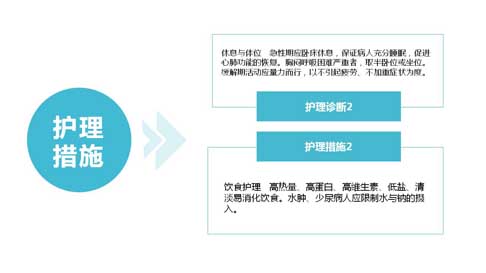 护理
措施
休息与体位 急性期应卧床休息，保证病人充分睡眠，促进
心肺功能的恢复。胸闷呼吸困难严重者，取半卧位或坐位。
缓解期活动应量力而行，以不引起疲劳、不加重症状为度。
护理诊断2
护理措施2
饮食护理 高热量、高蛋白、高维生素、低盐、清
淡易消化饮食。水肿、少尿病人应限制水与钠的摄
入。